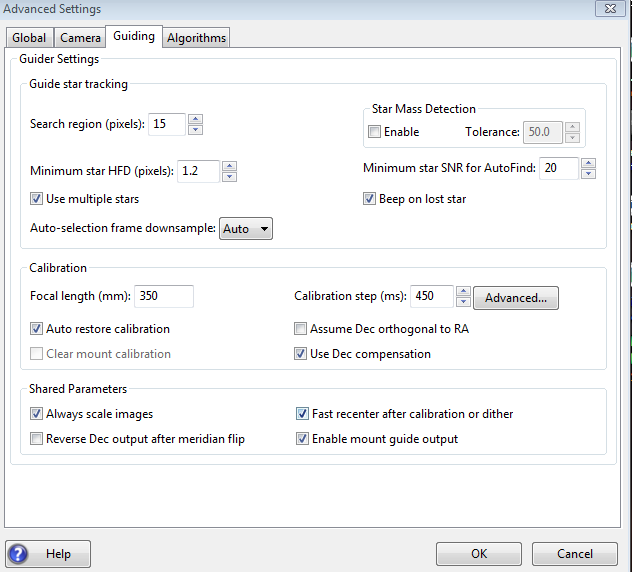 Advanced Settings
Global Camera Guiding Algorithms
Guider Settings
Guide star tracking
Search region (pixels): 15
Star Mass Detection
Enable Tolerance: 50.0
Minimum star HFD (pixels): 1.2
Minimum star SNR for AutoFind: 20
Use multiple stars
Beep on lost star
Auto-selection frame downsample: Auto
Calibration
Focal length (mm): 350
Calibration step (ms): 450 Advanced...
Auto restore calibration
Assume Dec orthogonal to RA
Clear mount calibration
Use Dec compensation
Shared Parameters
Always scale images
Fast recenter after calibration or dither
Reverse Dec output after meridian flip
Enable mount guide output
? Help
OK
Cancel